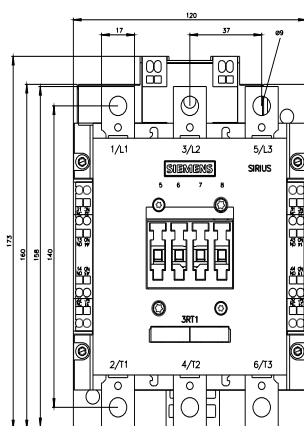 120
17
37
ø9
1/L1
3/L2
5/L3
SIEMENS
SIRIUS
5 6 7 8
173
160
158
140
3RT1
2/T1
4/T2
6/T3